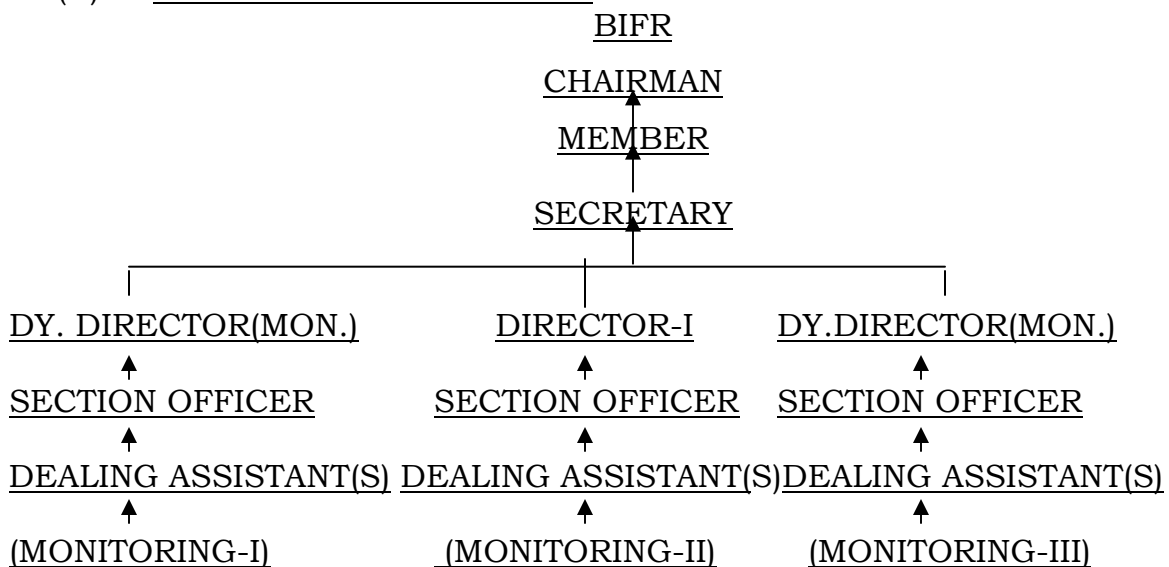 BIFR
CHAIRMAN
MEMBER
SECRETARY
DY. DIRECTOR(MON.) DIRECTOR-I DY.DIRECTOR(MON.)
SECTION OFFICER SECTION OFFICER SECTION OFFICER
DEALING ASSISTANT(S) DEALING ASSISTANT(S) DEALING ASSISTANT(S)
(MONITORING-I) (MONITORING-II) (MONITORING-III)